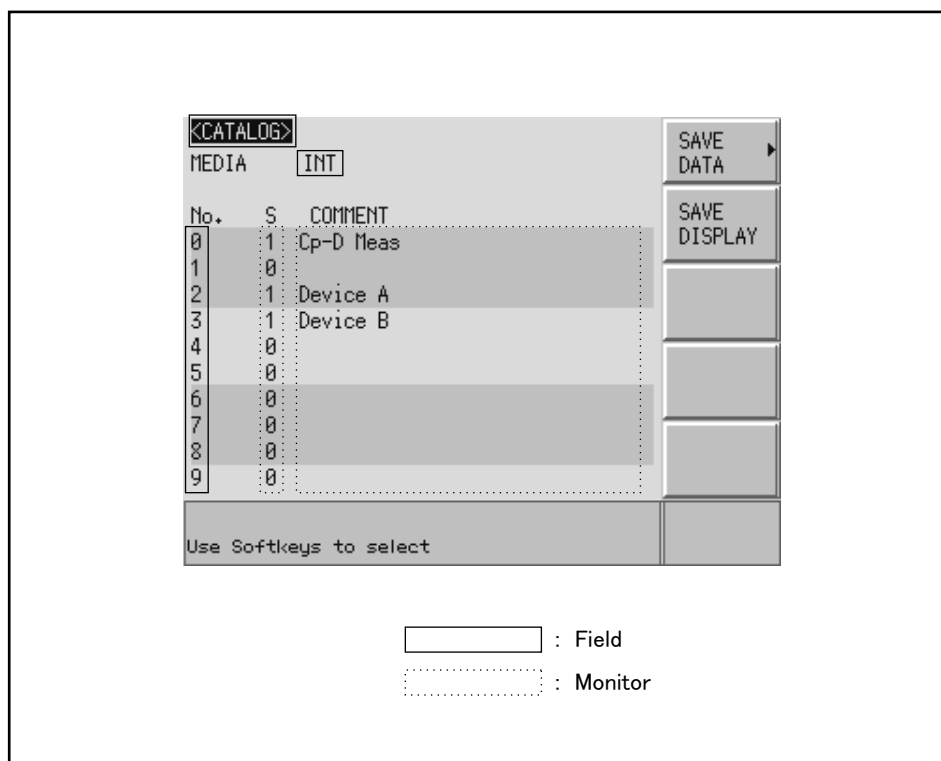 <CATALOG>
MEDIA INT
No. S COMMENT
0 1 Cp-D Meas
1 0
2 1 Device A
3 1 Device B
4 0
5 0
6 0
7 0
8 0
9 0
SAVE
DATA
SAVE
DISPLAY
Use Softkeys to select
: Field
: Monitor